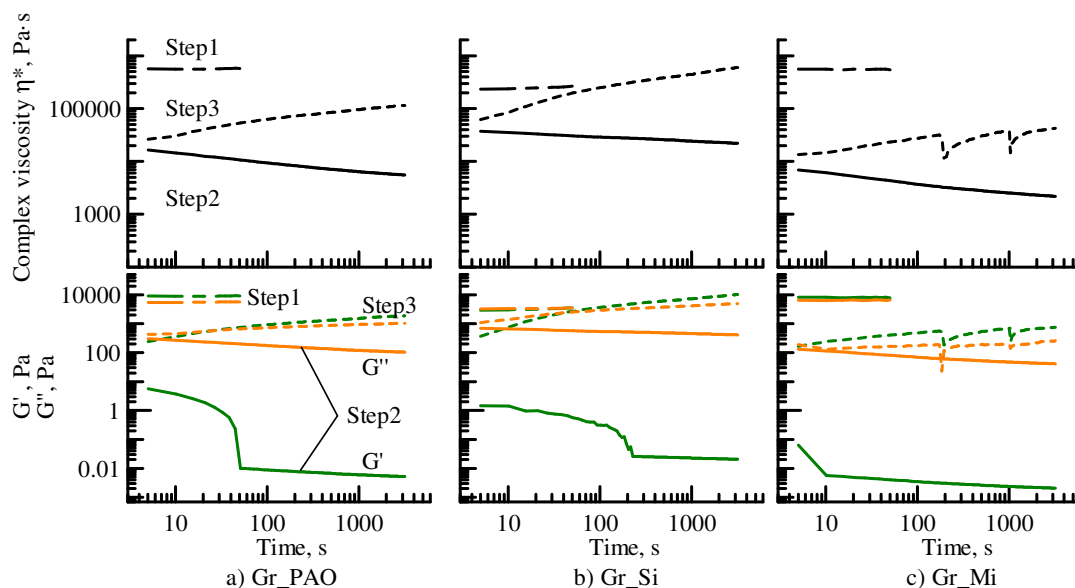 Complex viscosity η*, Pa·s
100000
1000
Step1
Step3
Step2
G', Pa
G'', Pa
10000
100
1
0.01
Step1
Step3
G''
Step2
G'
10 100 1000
10 100 1000
10 100 1000
Time, s
Time, s
Time, s
a) Gr_PAO
b) Gr_Si
c) Gr_Mi